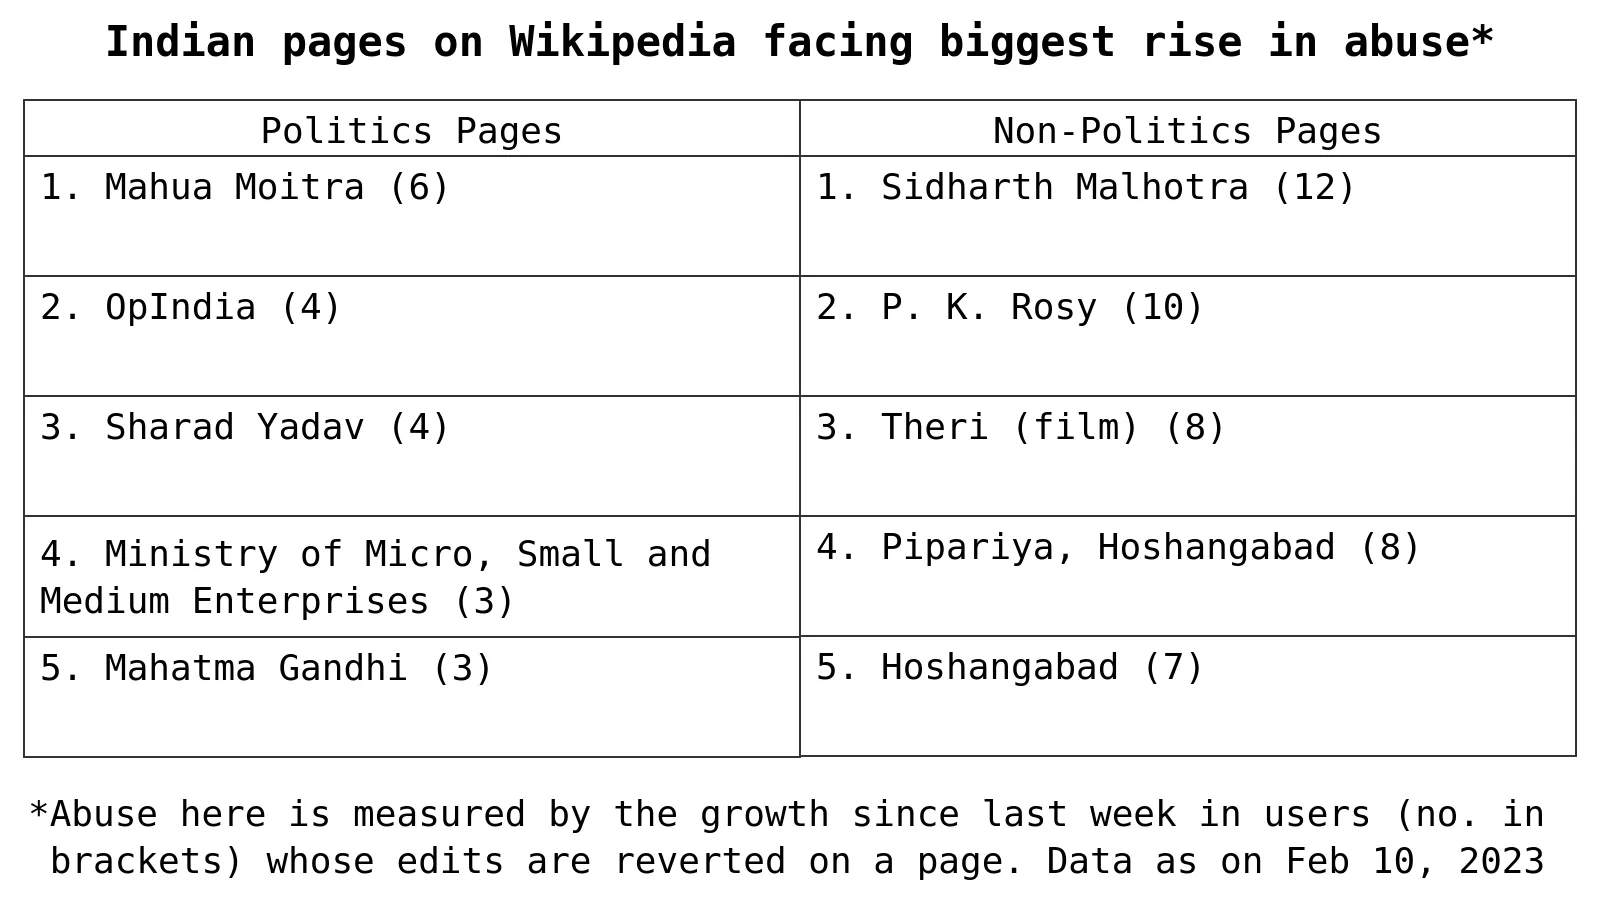 Indian pages on Wikipedia facing biggest rise in abuse*
Politics Pages
Non-Politics Pages
1. Mahua Moitra (6)
1. Sidharth Malhotra (12)
2. OpIndia (4)
2. P. K. Rosy (10)
3. Sharad Yadav (4)
3. Theri (film) (8)
4. Ministry of Micro, Small and
Medium Enterprises (3)
4. Pipariya, Hoshangabad (8)
5. Mahatma Gandhi (3)
5. Hoshangabad (7)
*Abuse here is measured by the growth since last week in users (no. in
brackets) whose edits are reverted on a page. Data as on Feb 10, 2023